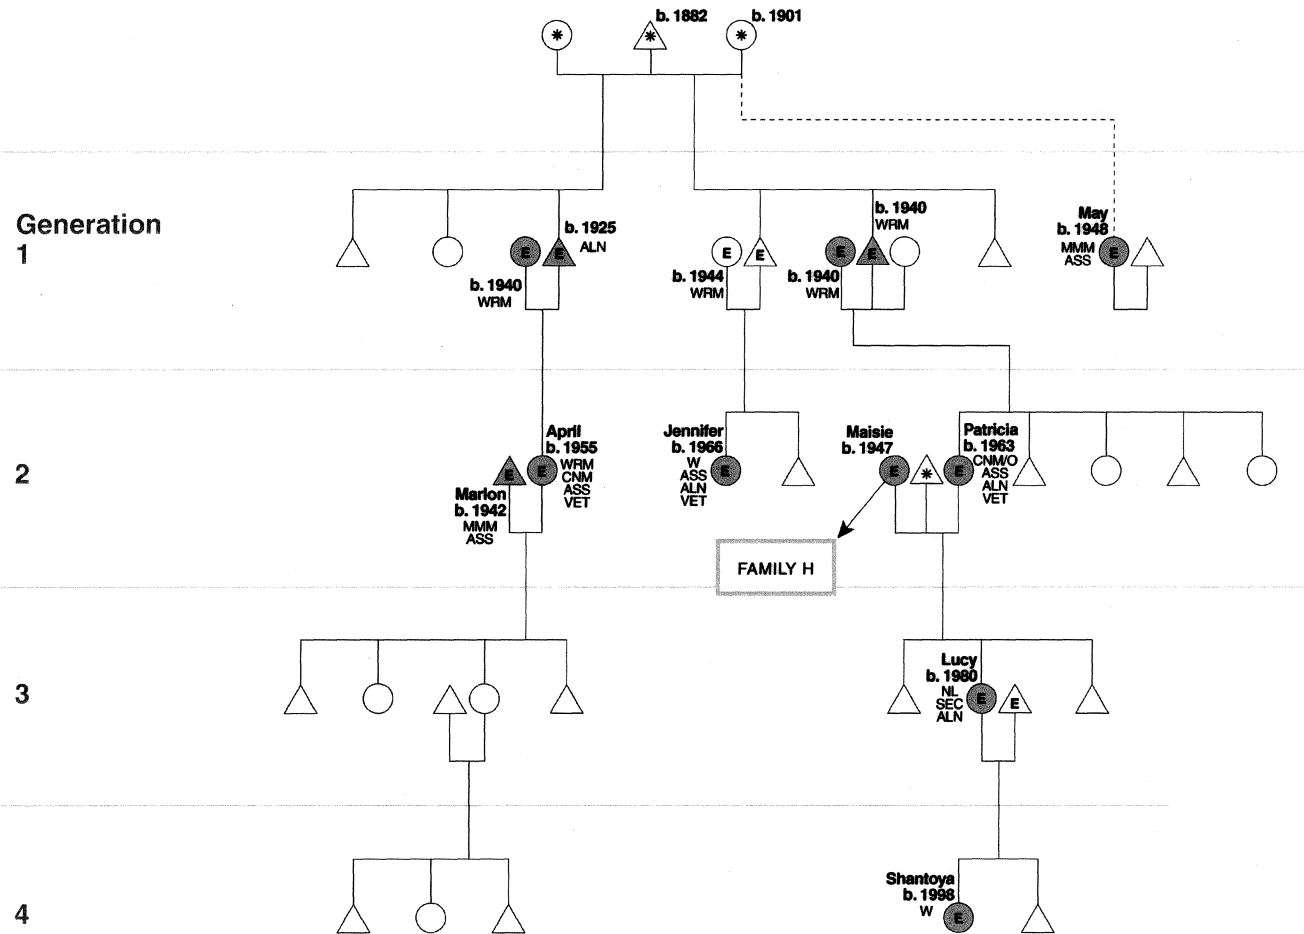 b. 1882
b. 1901
*
*
*
Generation
1
b. 1925
ALN
E
E
b. 1940
WRM
E
E
b. 1944
WRM
b. 1940
WRM
E
E
b. 1940
WRM
May
b. 1948
MMM
ASS
E
2
April
b. 1955
WRM
CNM
ASS
VET
E
E
Marlon
b. 1942
MMM
ASS
Jennifer
b. 1966
W
ASS
ALN
VET
E
Maisie
b. 1947
E
*
E
Patricia
b. 1963
CNM/O
ASS
ALN
VET
FAMILY H
3
Lucy
b. 1980
NL
SEC
ALN
E
E
4
Shantoya
b. 1998
W
E